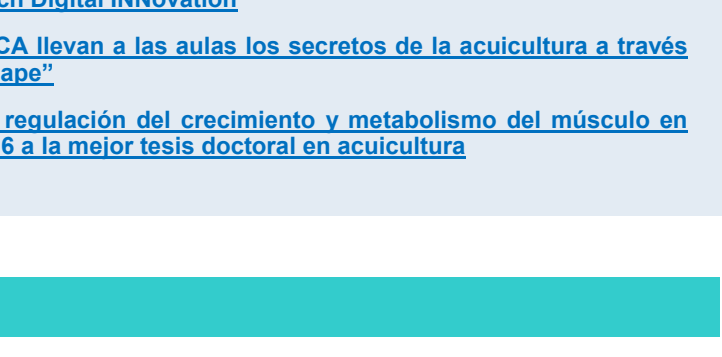 ch Digital INNovation
CA llevan a las aulas los secretos de la acuicultura a través
ape”
regulación del crecimiento y metabolismo del músculo en
6 a la mejor tesis doctoral en acuicultura